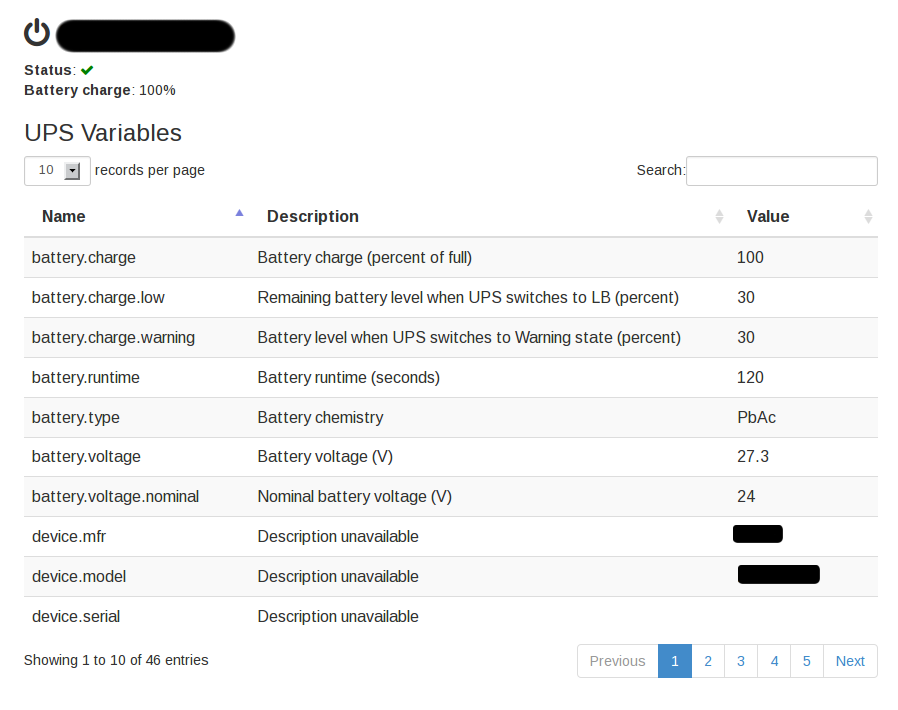 Status:
Battery charge: 100%
UPS Variables
10 records per page Search:
Name Description Value
battery.charge Battery charge (percent of full) 100
battery.charge.low Remaining battery level when UPS switches to LB (percent) 30
battery.charge.warning Battery level when UPS switches to Warning state (percent) 30
battery.runtime Battery runtime (seconds) 120
battery.type Battery chemistry PbAc
battery.voltage Battery voltage (V) 27.3
battery.voltage.nominal Nominal battery voltage (V) 24
device.mfr Description unavailable
device.model Description unavailable
device.serial Description unavailable
Showing 1 to 10 of 46 entries Previous 1 2 3 4 5 Next